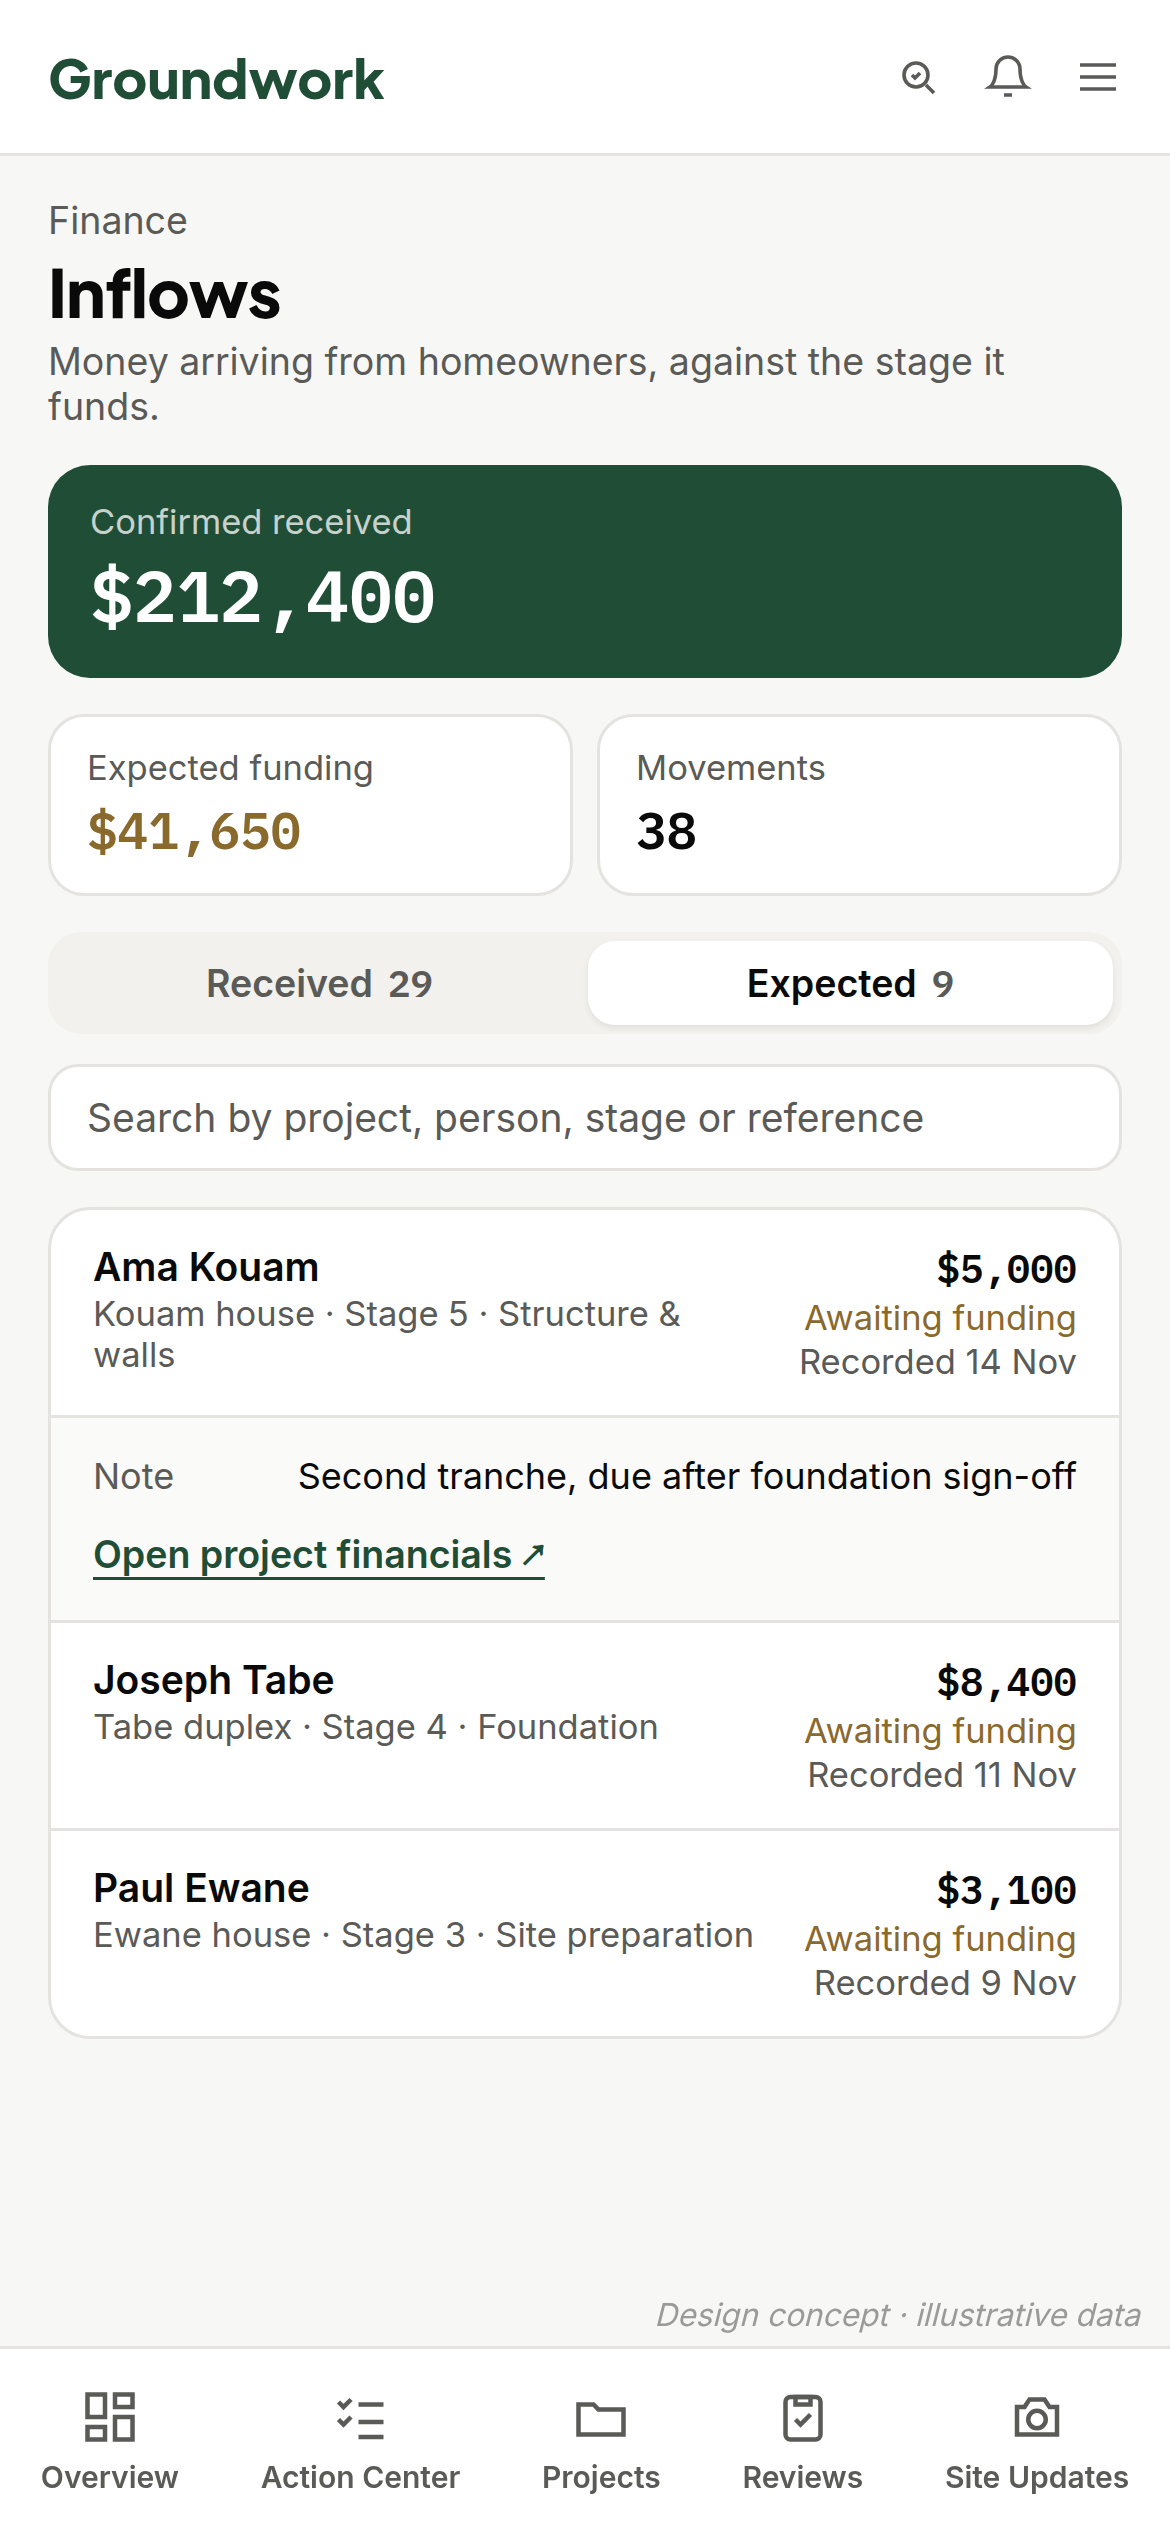 Groundwork
Finance
Inflows
Money arriving from homeowners, against the stage it
funds.
Confirmed received
$212,400
Expected funding
$41,650
Movements
38
Received 29
Expected 9
Search by project, person, stage or reference
Ama Kouam
Kouam house · Stage 5 · Structure &
walls
$5,000
Awaiting funding
Recorded 14 Nov
Note
Second tranche, due after foundation sign-off
Open project financials ↗
Joseph Tabe
Tabe duplex · Stage 4 · Foundation
$8,400
Awaiting funding
Recorded 11 Nov
Paul Ewane
Ewane house · Stage 3 · Site preparation
$3,100
Awaiting funding
Recorded 9 Nov
Design concept · illustrative data
Overview
Action Center
Projects
Reviews
Site Updates